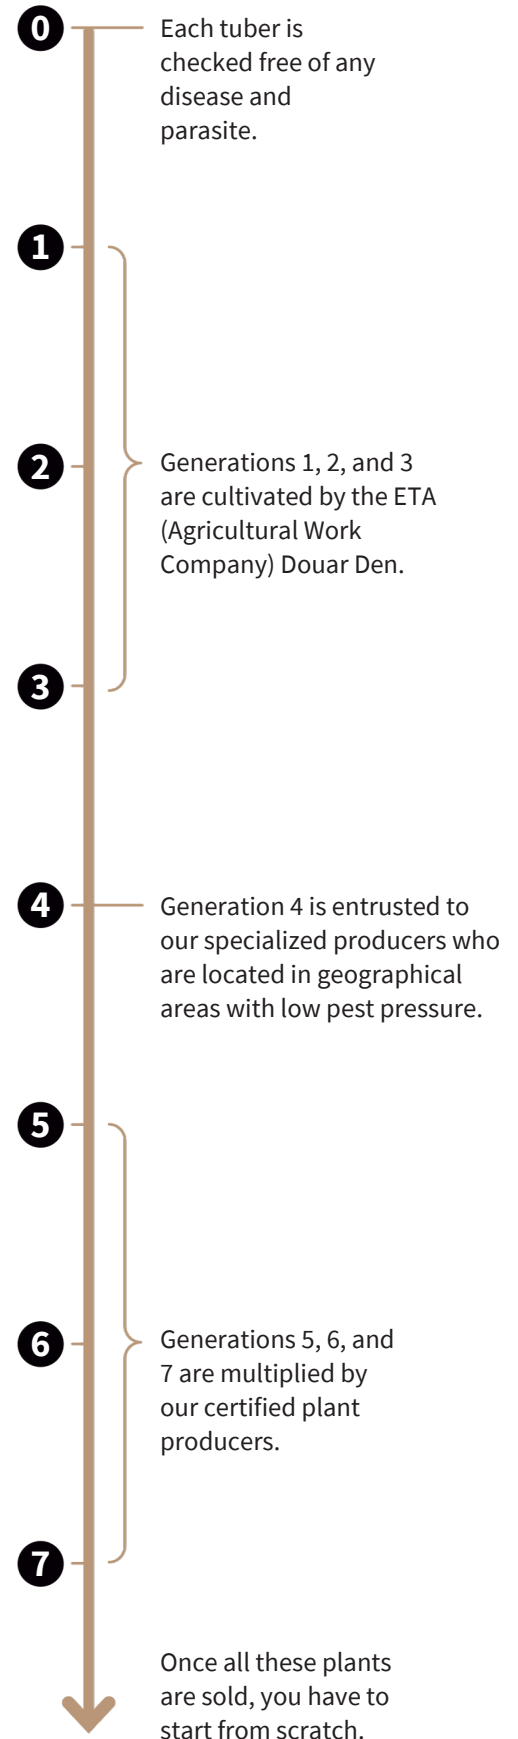 0
Each tuber is
checked free of any
disease and
parasite.
1
2
Generations 1, 2, and 3
are cultivated by the ETA
(Agricultural Work
Company) Douar Den.
3
4
Generation 4 is entrusted to
our specialized producers who
are located in geographical
areas with low pest pressure.
5
6
Generations 5, 6, and
7 are multiplied by
our certified plant
producers.
7
Once all these plants
are sold, you have to
start from scratch.